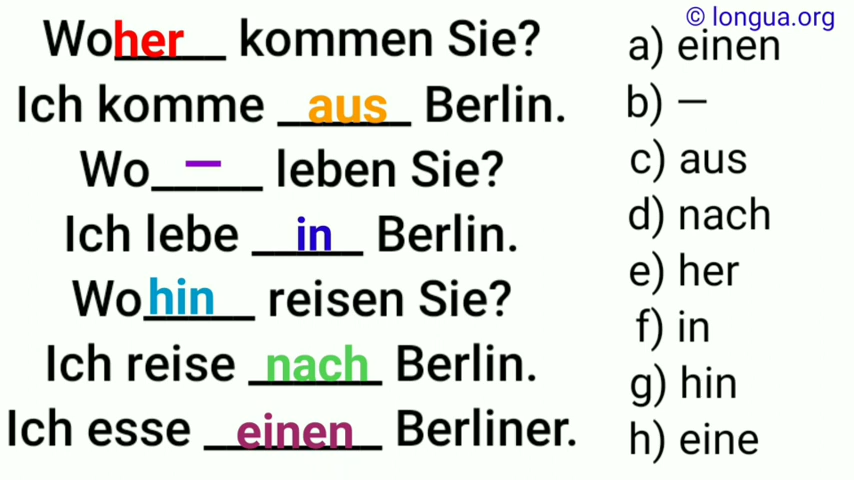 © longua.org
Woher kommen Sie?
Ich komme aus Berlin.
Wo— leben Sie?
Ich lebe in Berlin.
Wohin reisen Sie?
Ich reise nach Berlin.
Ich esse einen Berliner.
a) einen
b) —
c) aus
d) nach
e) her
f) in
g) hin
h) eine